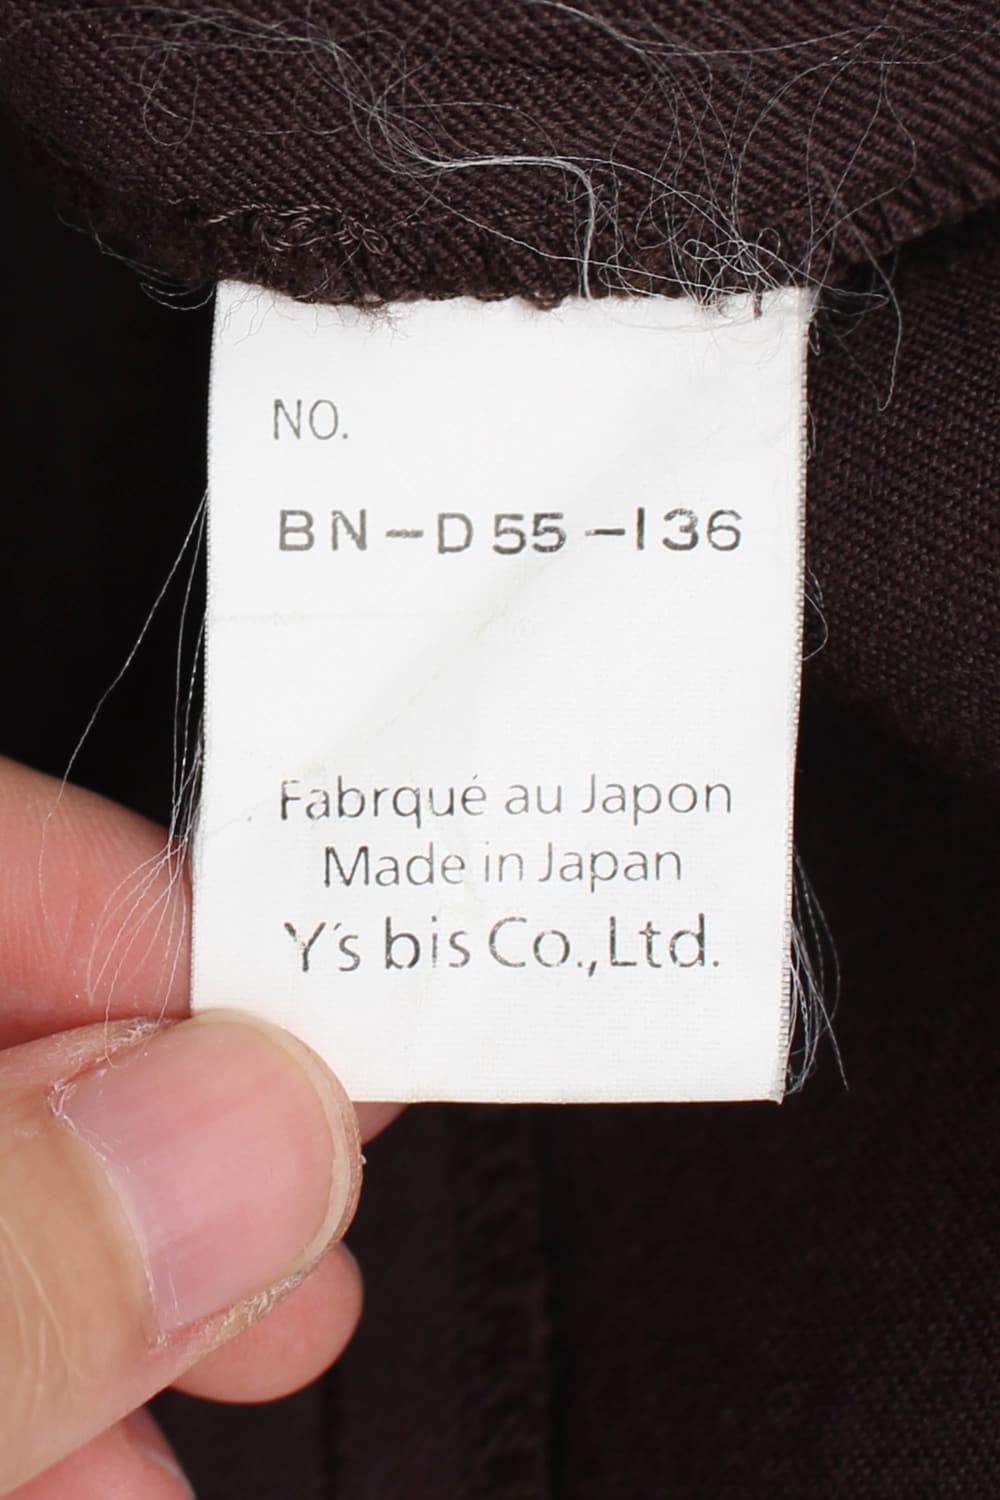 NO.
BN-D55-136
Fabrqué au Japon
Made in Japan
Y's bis Co.,Ltd.